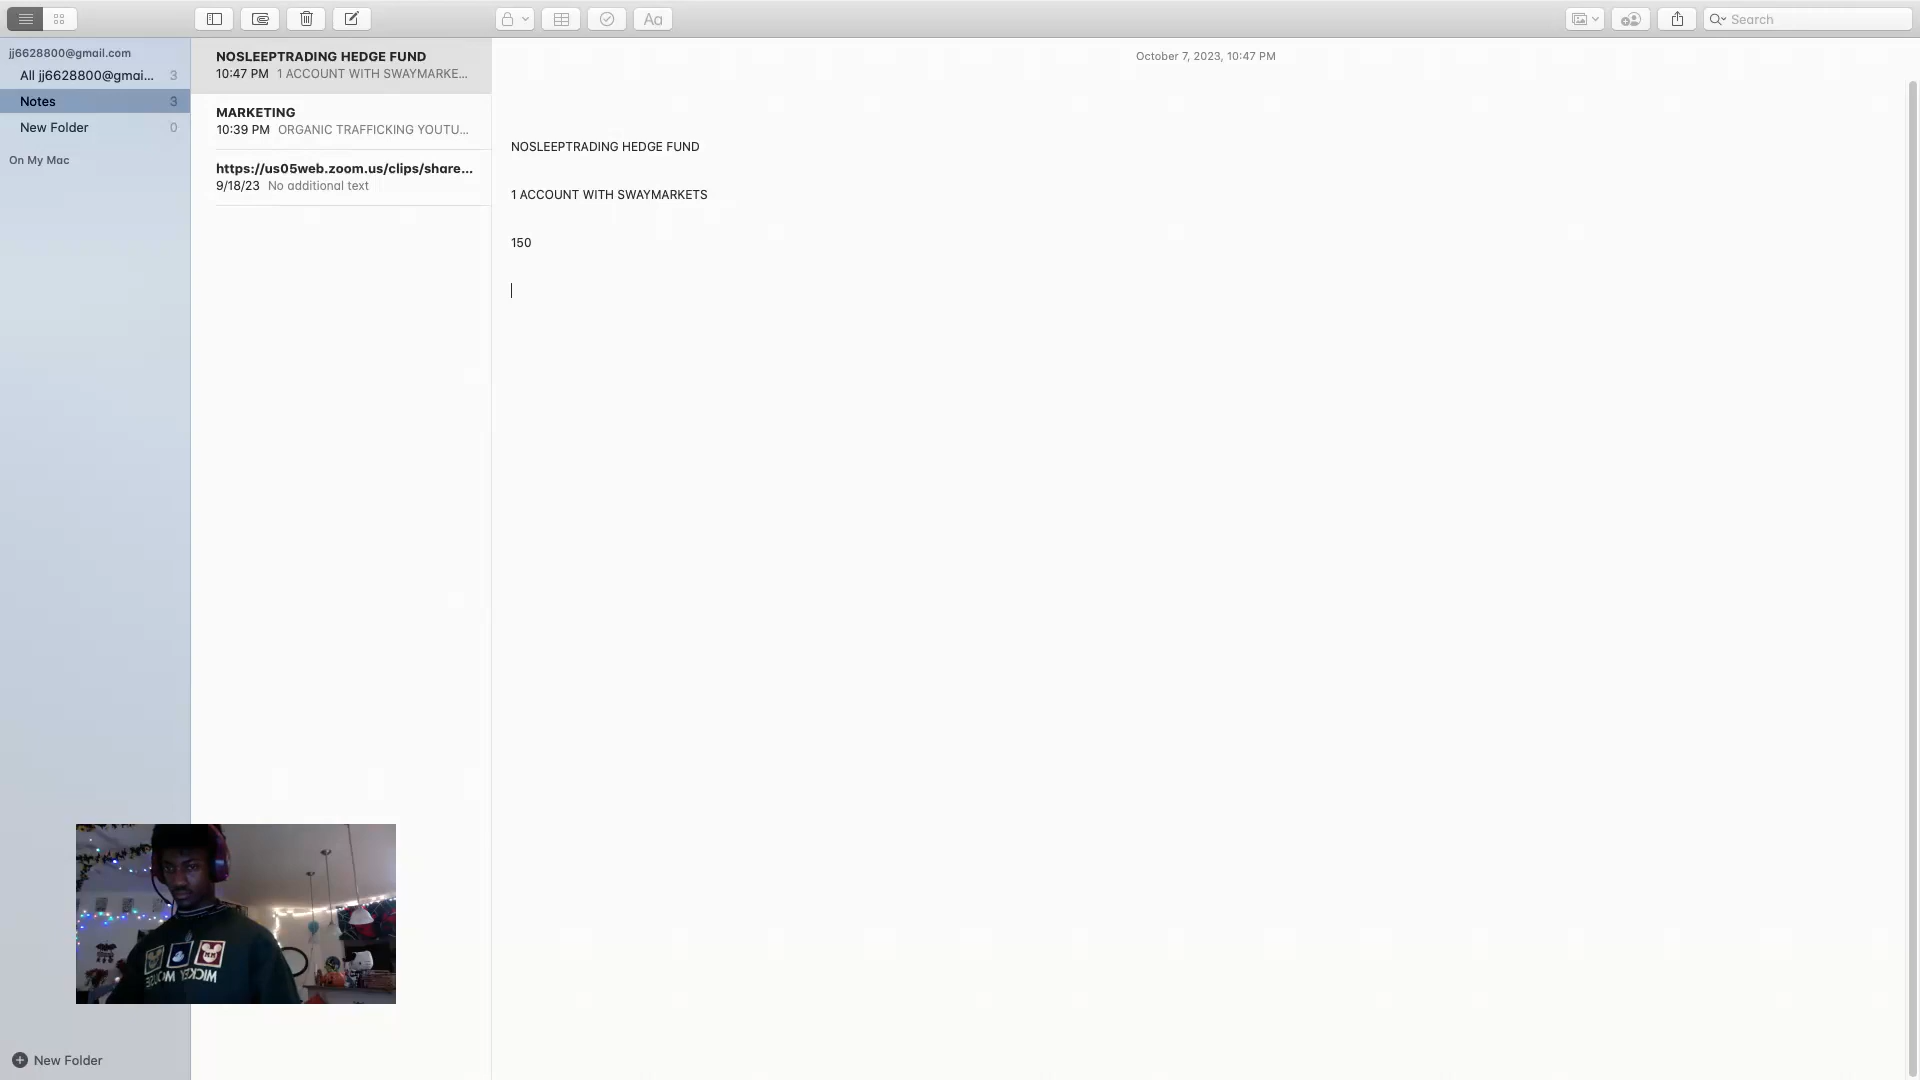 Search
jj6628800@gmail.com
All jj6628800@gmai... 3
Notes 3
New Folder 0
On My Mac
NOSLEEPTRADING HEDGE FUND
10:47 PM 1 ACCOUNT WITH SWAYMARKE...
MARKETING
10:39 PM ORGANIC TRAFFICKING YOUTU...
https://us05web.zoom.us/clips/share...
9/18/23 No additional text
Aa
October 7, 2023, 10:47 PM
NOSLEEPTRADING HEDGE FUND
1 ACCOUNT WITH SWAYMARKETS
150
MICKEY MOUSE
New Folder